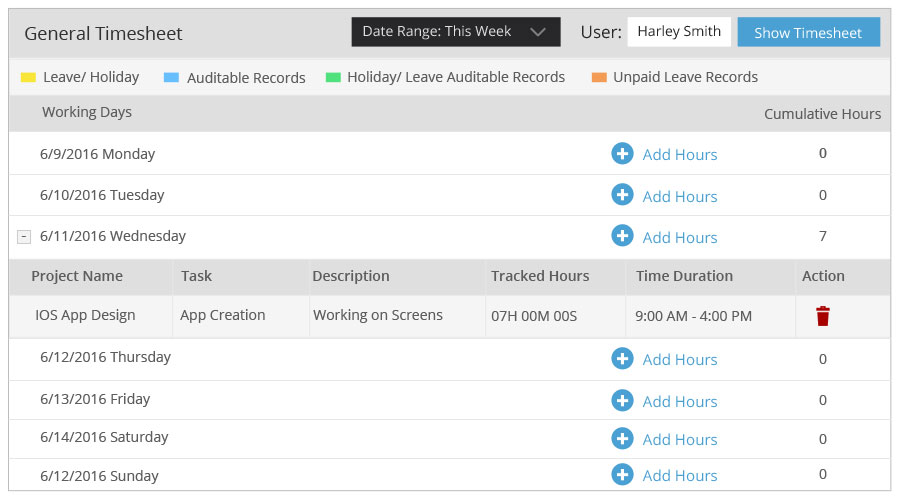 General Timesheet Date Range: This Week User: Harley Smith Show Timesheet
Leave/ Holiday Auditable Records Holiday/ Leave Auditable Records Unpaid Leave Records
Working Days Cumulative Hours
6/9/2016 Monday Add Hours 0
6/10/2016 Tuesday Add Hours 0
6/11/2016 Wednesday Add Hours 7
Project Name Task Description Tracked Hours Time Duration Action
IOS App Design App Creation Working on Screens 07H 00M 00S 9:00 AM - 4:00 PM
6/12/2016 Thursday Add Hours 0
6/13/2016 Friday Add Hours 0
6/14/2016 Saturday Add Hours 0
6/12/2016 Sunday Add Hours 0